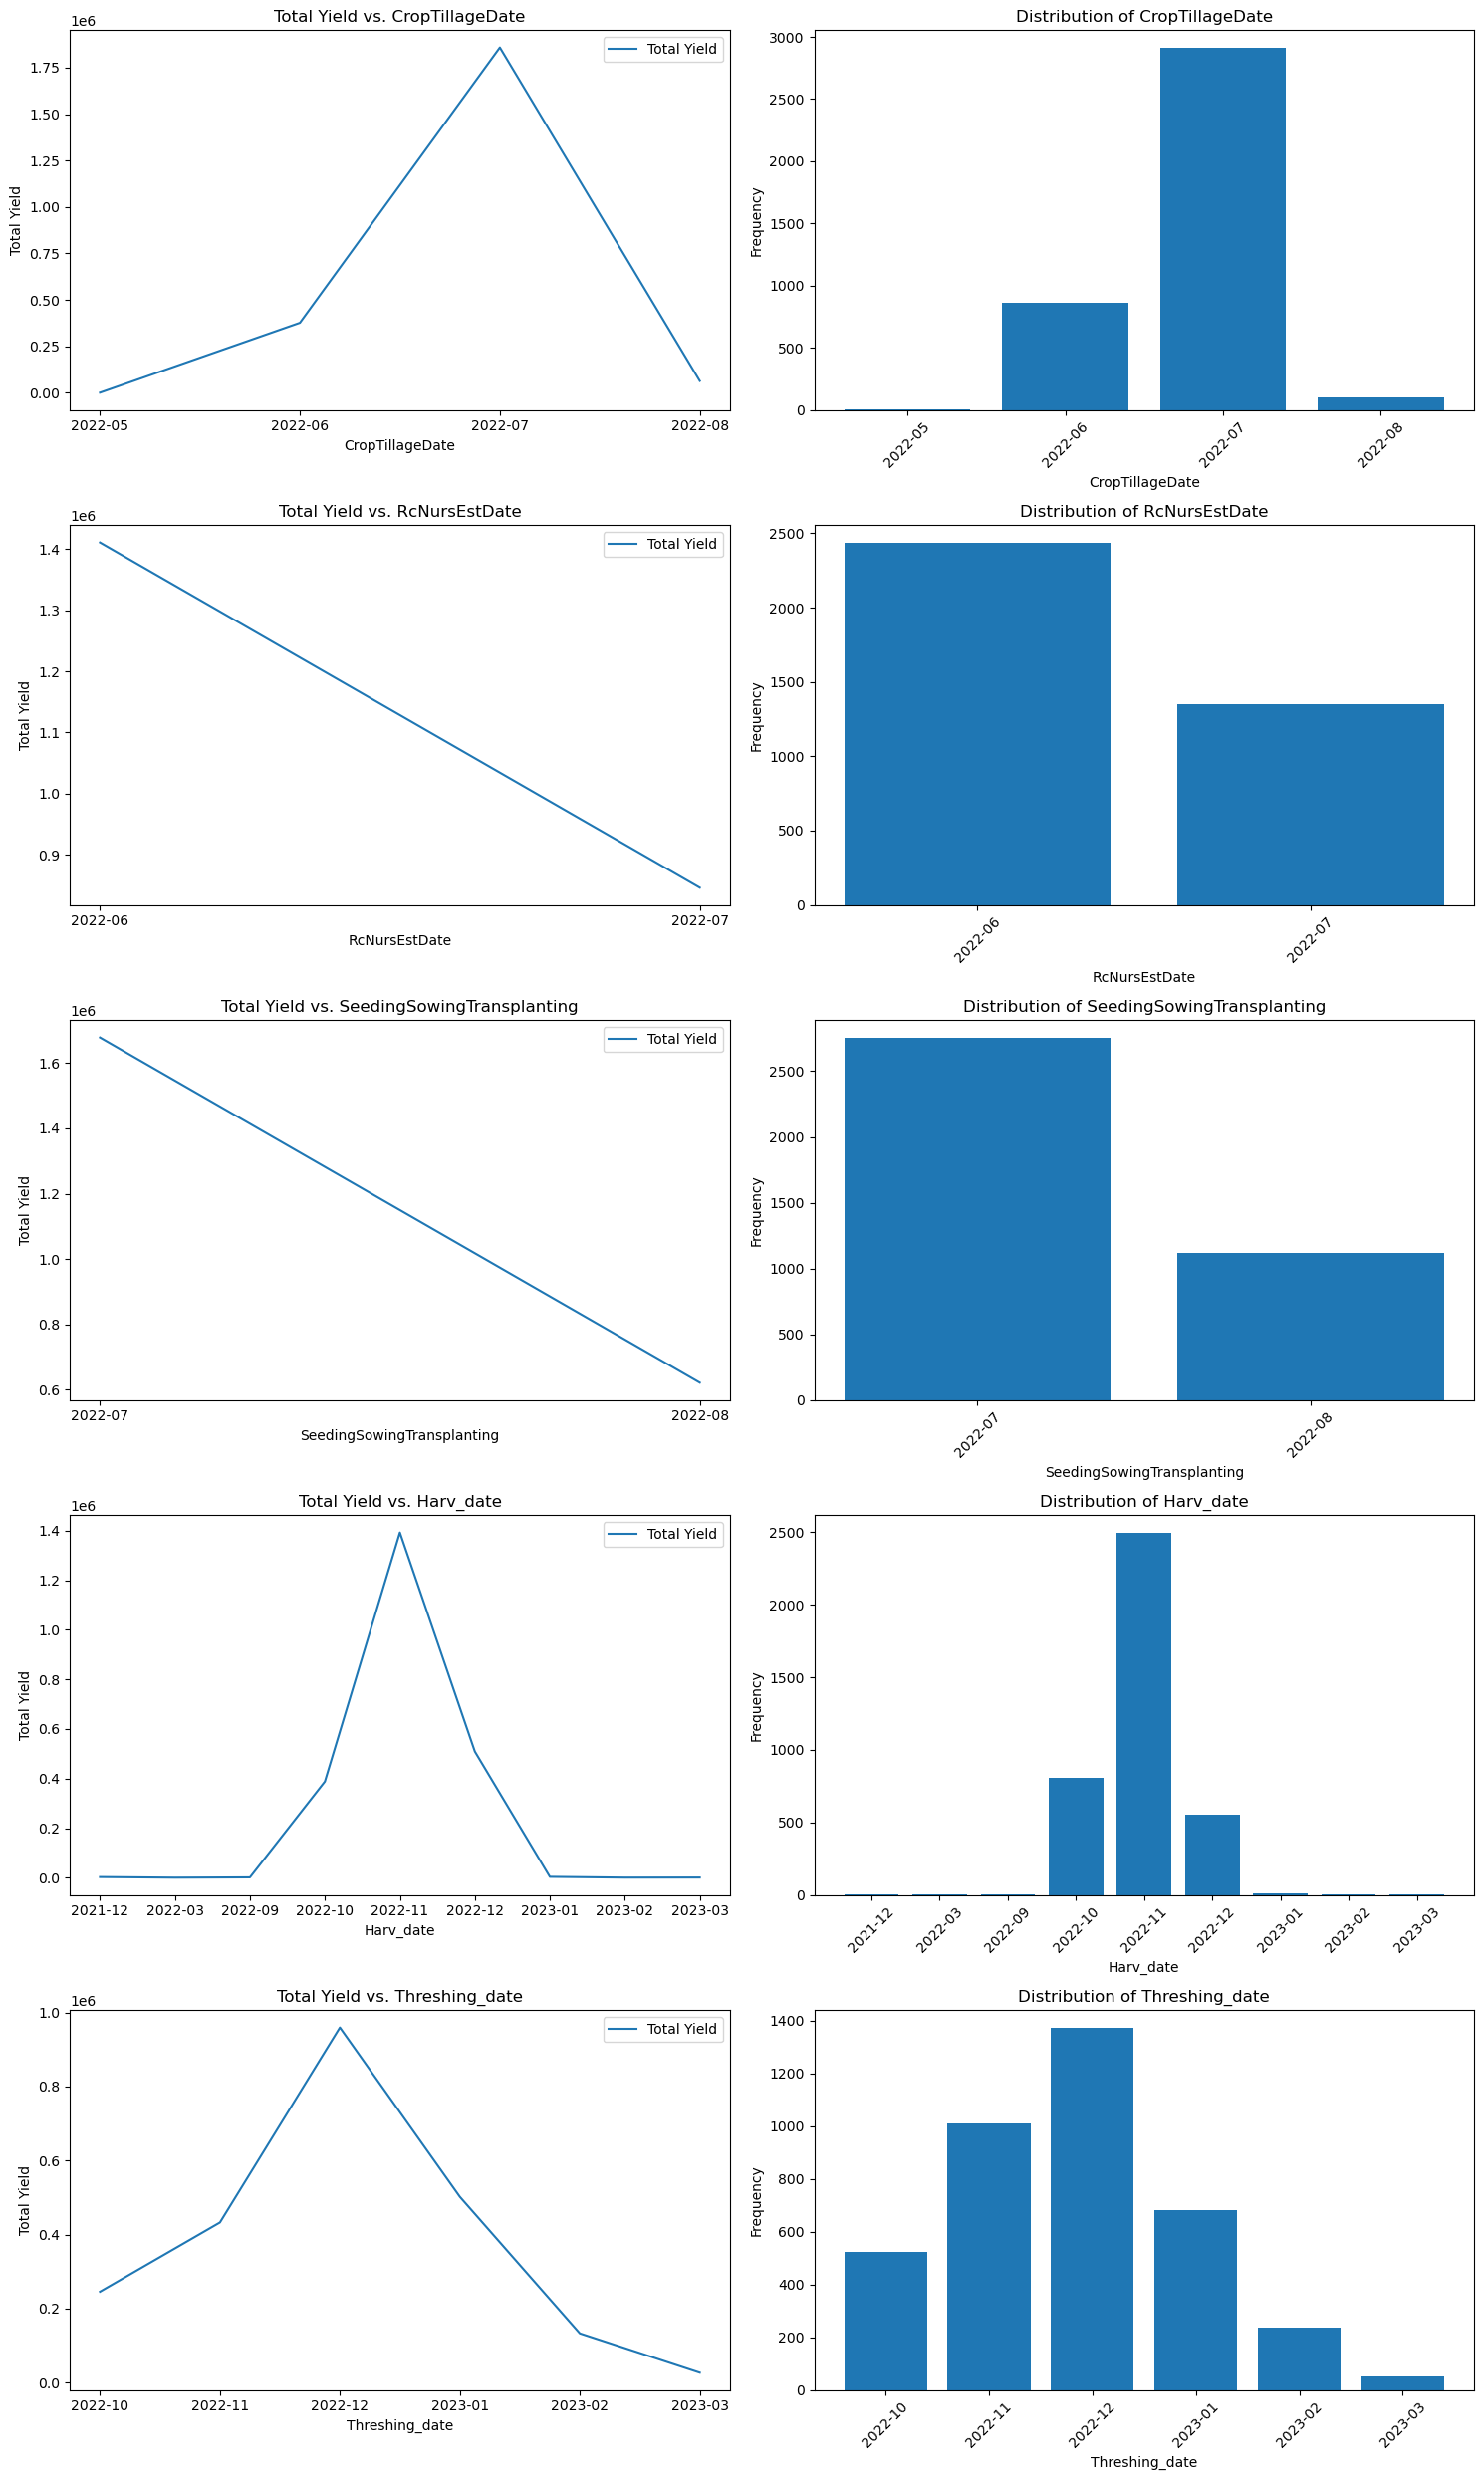 Total Yield vs. CropTillageDate
1e6
Total Yield
1.75
1.50
1.25
1.00
0.75
0.50
0.25
0.00
Total Yield
2022-05 2022-06 2022-07 2022-08
CropTillageDate
Distribution of CropTillageDate
3000
2500
2000
1500
1000
500
0
Frequency
2022-05 2022-06 2022-07 2022-08
CropTillageDate
Total Yield vs. RcNursEstDate
1e6
Total Yield
1.4
1.3
1.2
1.1
1.0
0.9
Total Yield
2022-06 2022-07
RcNursEstDate
Distribution of RcNursEstDate
2500
2000
1500
1000
500
0
Frequency
2022-06 2022-07
RcNursEstDate
Total Yield vs. SeedingSowingTransplanting
1e6
Total Yield
1.6
1.4
1.2
1.0
0.8
0.6
Total Yield
2022-07 2022-08
SeedingSowingTransplanting
Distribution of SeedingSowingTransplanting
2500
2000
1500
1000
500
0
Frequency
2022-07 2022-08
SeedingSowingTransplanting
Total Yield vs. Harv_date
1e6
Total Yield
1.4
1.2
1.0
0.8
0.6
0.4
0.2
0.0
Total Yield
2021-12 2022-03 2022-09 2022-10 2022-11 2022-12 2023-01 2023-02 2023-03
Harv_date
Distribution of Harv_date
2500
2000
1500
1000
500
0
Frequency
2021-12 2022-03 2022-09 2022-10 2022-11 2022-12 2023-01 2023-02 2023-03
Harv_date
Total Yield vs. Threshing_date
1e6
Total Yield
1.0
0.8
0.6
0.4
0.2
0.0
Total Yield
2022-10 2022-11 2022-12 2023-01 2023-02 2023-03
Threshing_date
Distribution of Threshing_date
1400
1200
1000
800
600
400
200
0
Frequency
2022-10 2022-11 2022-12 2023-01 2023-02 2023-03
Threshing_date